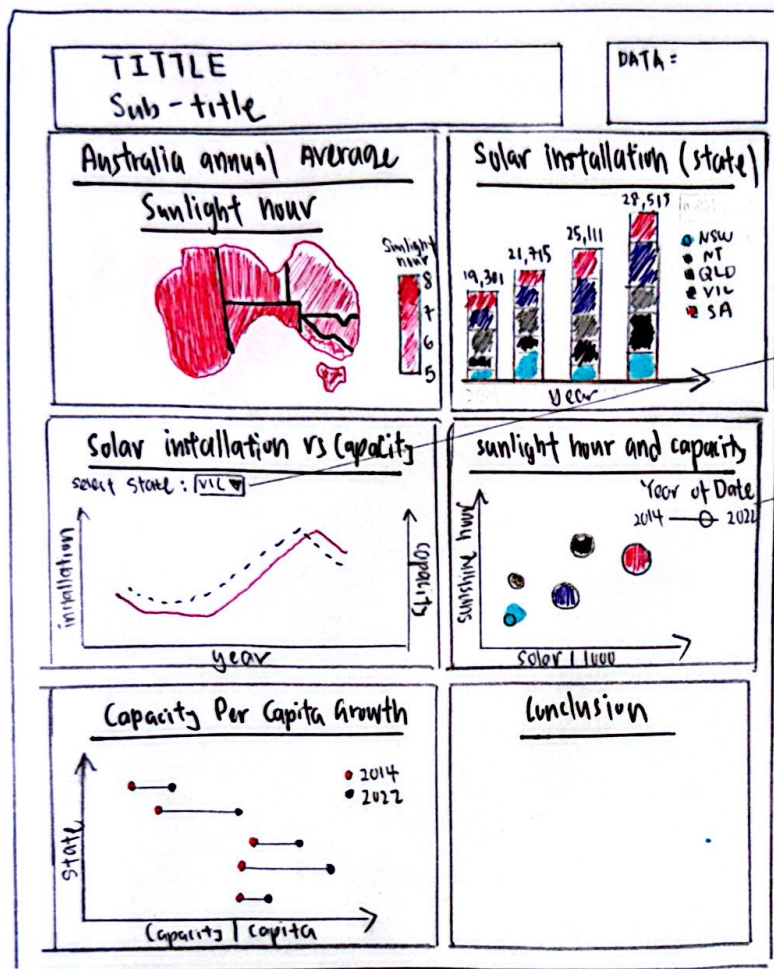 TITTLE
Sub-title
DATA:
Australia annual Average
Sunlight hour
Sunlight
hour
8
7
6
5
Solar installation (state)
19,301
21,715
25,111
28,513
NSW
NT
QLD
VIL
SA
year
Solar installation vs Capacity
select state: VIL
installation
capacity
year
sunlight hour and capacity
Year of Date
2014 2022
sunshine hour
solar / 1000
Capacity Per Capita Growth
2014
2022
state
Capacity / Capita
Conclusion